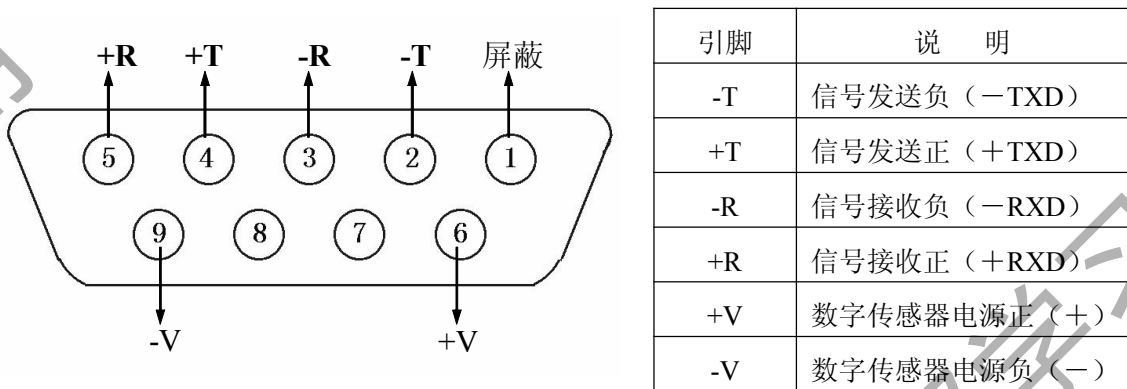 +R +T -R -T 屏蔽
5 4 3 2 1
9 8 7 6
-V +V
引脚 说 明
-T 信号发送负（－TXD）
+T 信号发送正（＋TXD）
-R 信号接收负（－RXD）
+R 信号接收正（＋RXD）
+V 数字传感器电源正（＋）
-V 数字传感器电源负（－）